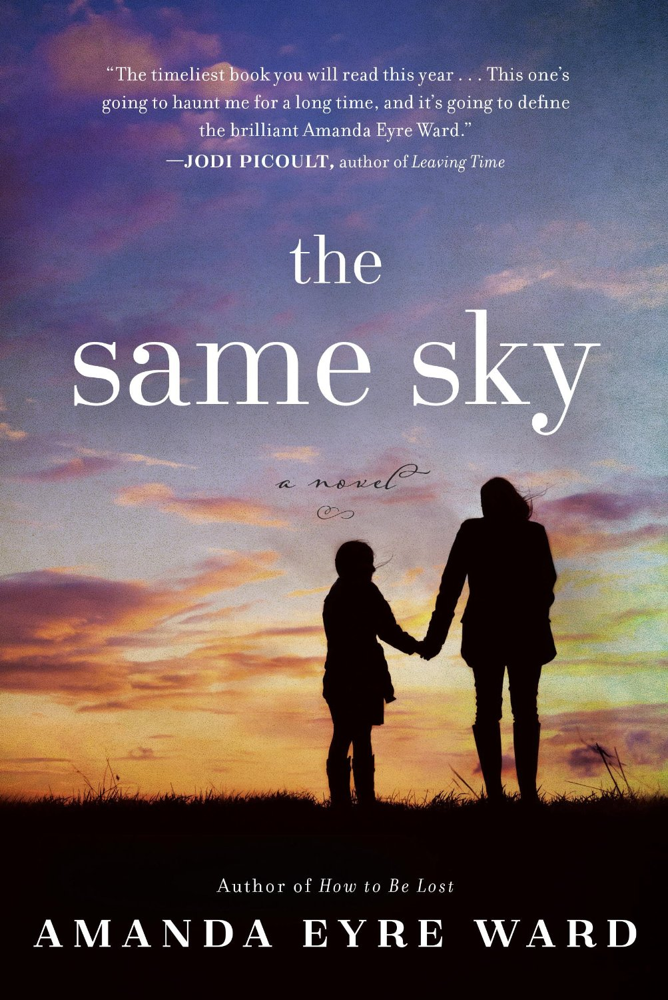 “The timeliest book you will read this year . . . This one’s
going to haunt me for a long time, and it’s going to define
the brilliant Amanda Eyre Ward.”
—JODI PICOULT, author of Leaving Time
the
same sky
a novel
Author of How to Be Lost
AMANDA EYRE WARD